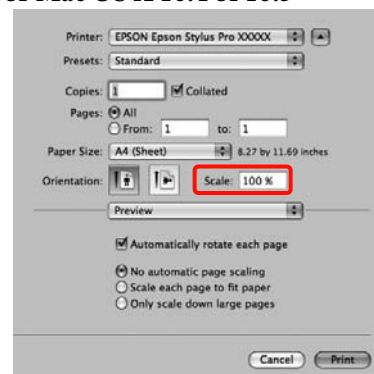 Mac OS X 10.4 or 10.5
Printer: EPSON Epson Stylus Pro XXXXX
Presets: Standard
Copies: 1 Collated
Pages: All
From: 1 to: 1
Paper Size: A4 (Sheet) 8.27 by 11.69 inches
Orientation: Scale: 100 %
Preview
Automatically rotate each page
No automatic page scaling
Scale each page to fit paper
Only scale down large pages
Cancel Print